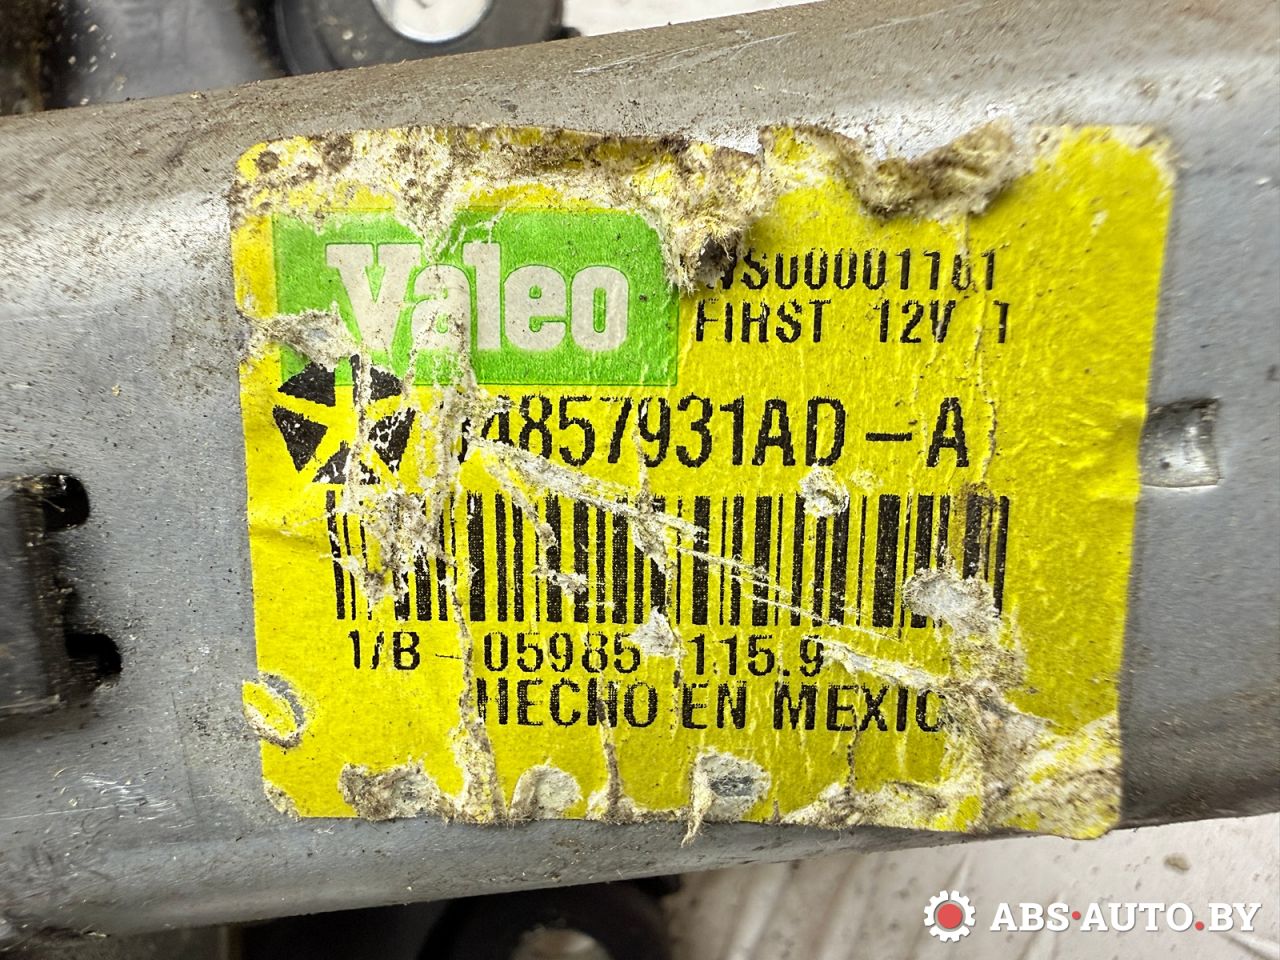 Valeo
WS00001161
FIRST 12V 1
04857931AD-A
1/B 05985 115.9
HECHO EN MEXICO
ABS-AUTO.BY